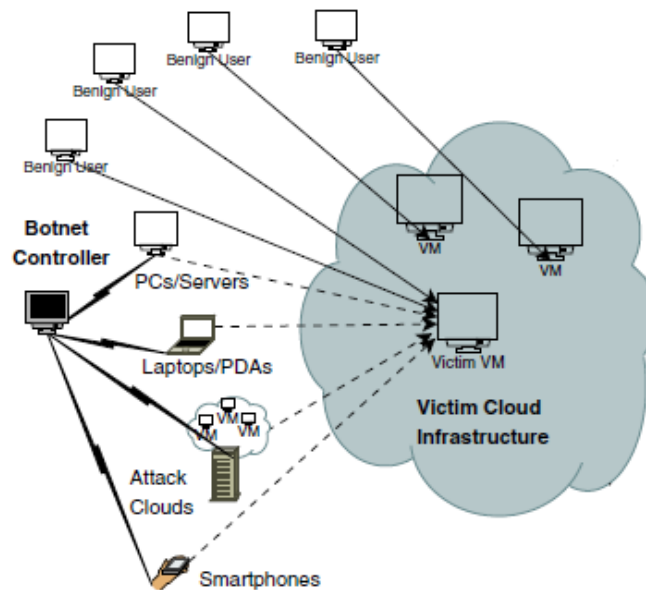 Benign User
Benign User
Benign User
Benign User
Botnet
Controller
PCs/Servers
Laptops/PDAs
VM
VM
VM
Attack
Clouds
Smartphones
VM
VM
Victim VM
Victim Cloud
Infrastructure